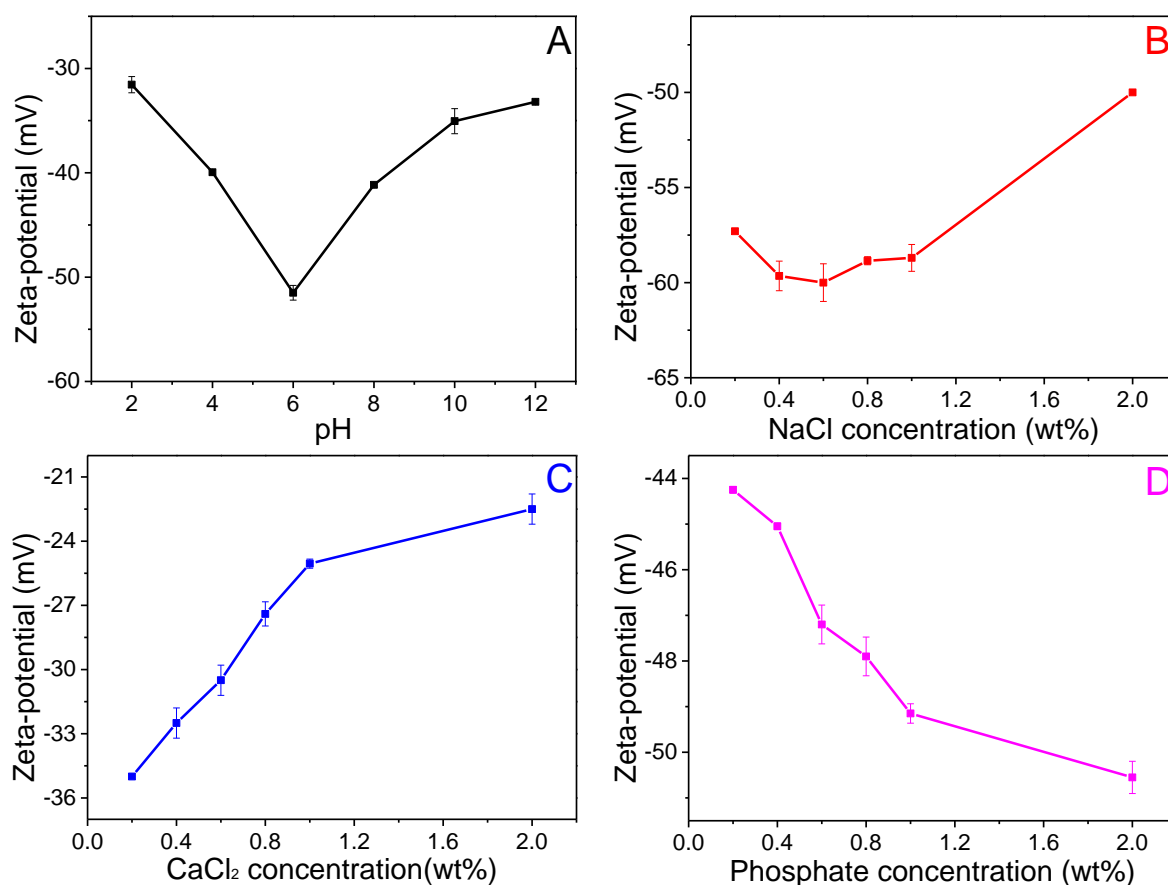 A
Zeta-potential (mV)
-30
-40
-50
-60
2 4 6 8 10 12
pH
B
Zeta-potential (mV)
-50
-55
-60
-65
0.0 0.4 0.8 1.2 1.6 2.0
NaCl concentration (wt%)
C
Zeta-potential (mV)
-21
-24
-27
-30
-33
-36
0.0 0.4 0.8 1.2 1.6 2.0
CaCl₂ concentration(wt%)
D
Zeta-potential (mV)
-44
-46
-48
-50
0.0 0.4 0.8 1.2 1.6 2.0
Phosphate concentration (wt%)